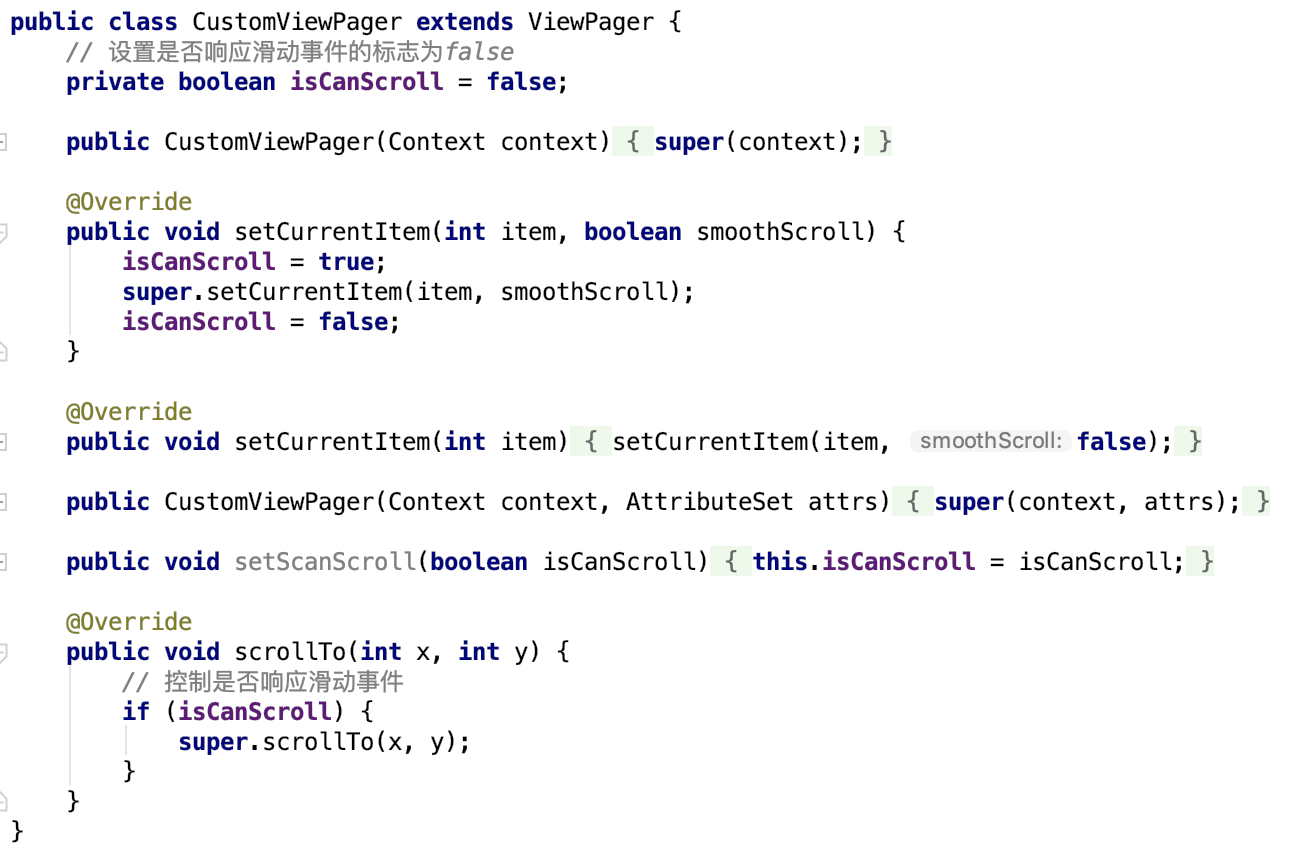 public class CustomViewPager extends ViewPager {
// 设置是否响应滑动事件的标志为false
private boolean isCanScroll = false;
public CustomViewPager(Context context) { super(context); }
@Override
public void setCurrentItem(int item, boolean smoothScroll) {
isCanScroll = true;
super.setCurrentItem(item, smoothScroll);
isCanScroll = false;
}
@Override
public void setCurrentItem(int item) { setCurrentItem(item, smoothScroll: false); }
public CustomViewPager(Context context, AttributeSet attrs) { super(context, attrs); }
public void setScanScroll(boolean isCanScroll) { this.isCanScroll = isCanScroll; }
@Override
public void scrollTo(int x, int y) {
// 控制是否响应滑动事件
if (isCanScroll) {
super.scrollTo(x, y);
}
}
}